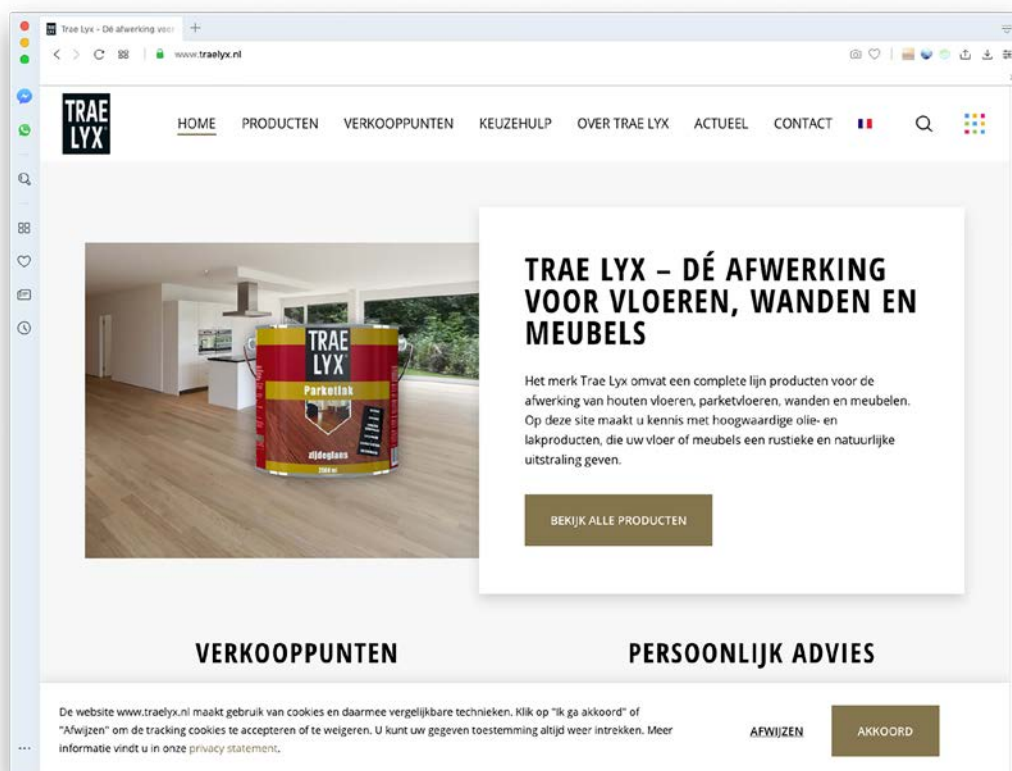 Trae Lyx – Dé afwerking voor
www.traelyx.nl
TRAE
LYX
HOME PRODUCTEN VERKOOPPUNTEN KEUZEHULP OVER TRAE LYX ACTUEEL CONTACT
TRAE
LYX
Parketlak
zijdeglans
2500 ml
TRAE LYX – DÉ AFWERKING
VOOR VLOEREN, WANDEN EN
MEUBELS
Het merk Trae Lyx omvat een complete lijn producten voor de
afwerking van houten vloeren, parketvloeren, wanden en meubelen.
Op deze site maakt u kennis met hoogwaardige olie- en
lakproducten, die uw vloer of meubels een rustieke en natuurlijke
uitstraling geven.
BEKIJK ALLE PRODUCTEN
VERKOOPPUNTEN
PERSOONLIJK ADVIES
De website www.traelyx.nl maakt gebruik van cookies en daarmee vergelijkbare technieken. Klik op "Ik ga akkoord" of
"Afwijzen" om de tracking cookies te accepteren of te weigeren. U kunt uw gegeven toestemming altijd weer intrekken. Meer
informatie vindt u in onze privacy statement.
AFWIJZEN
AKKOORD